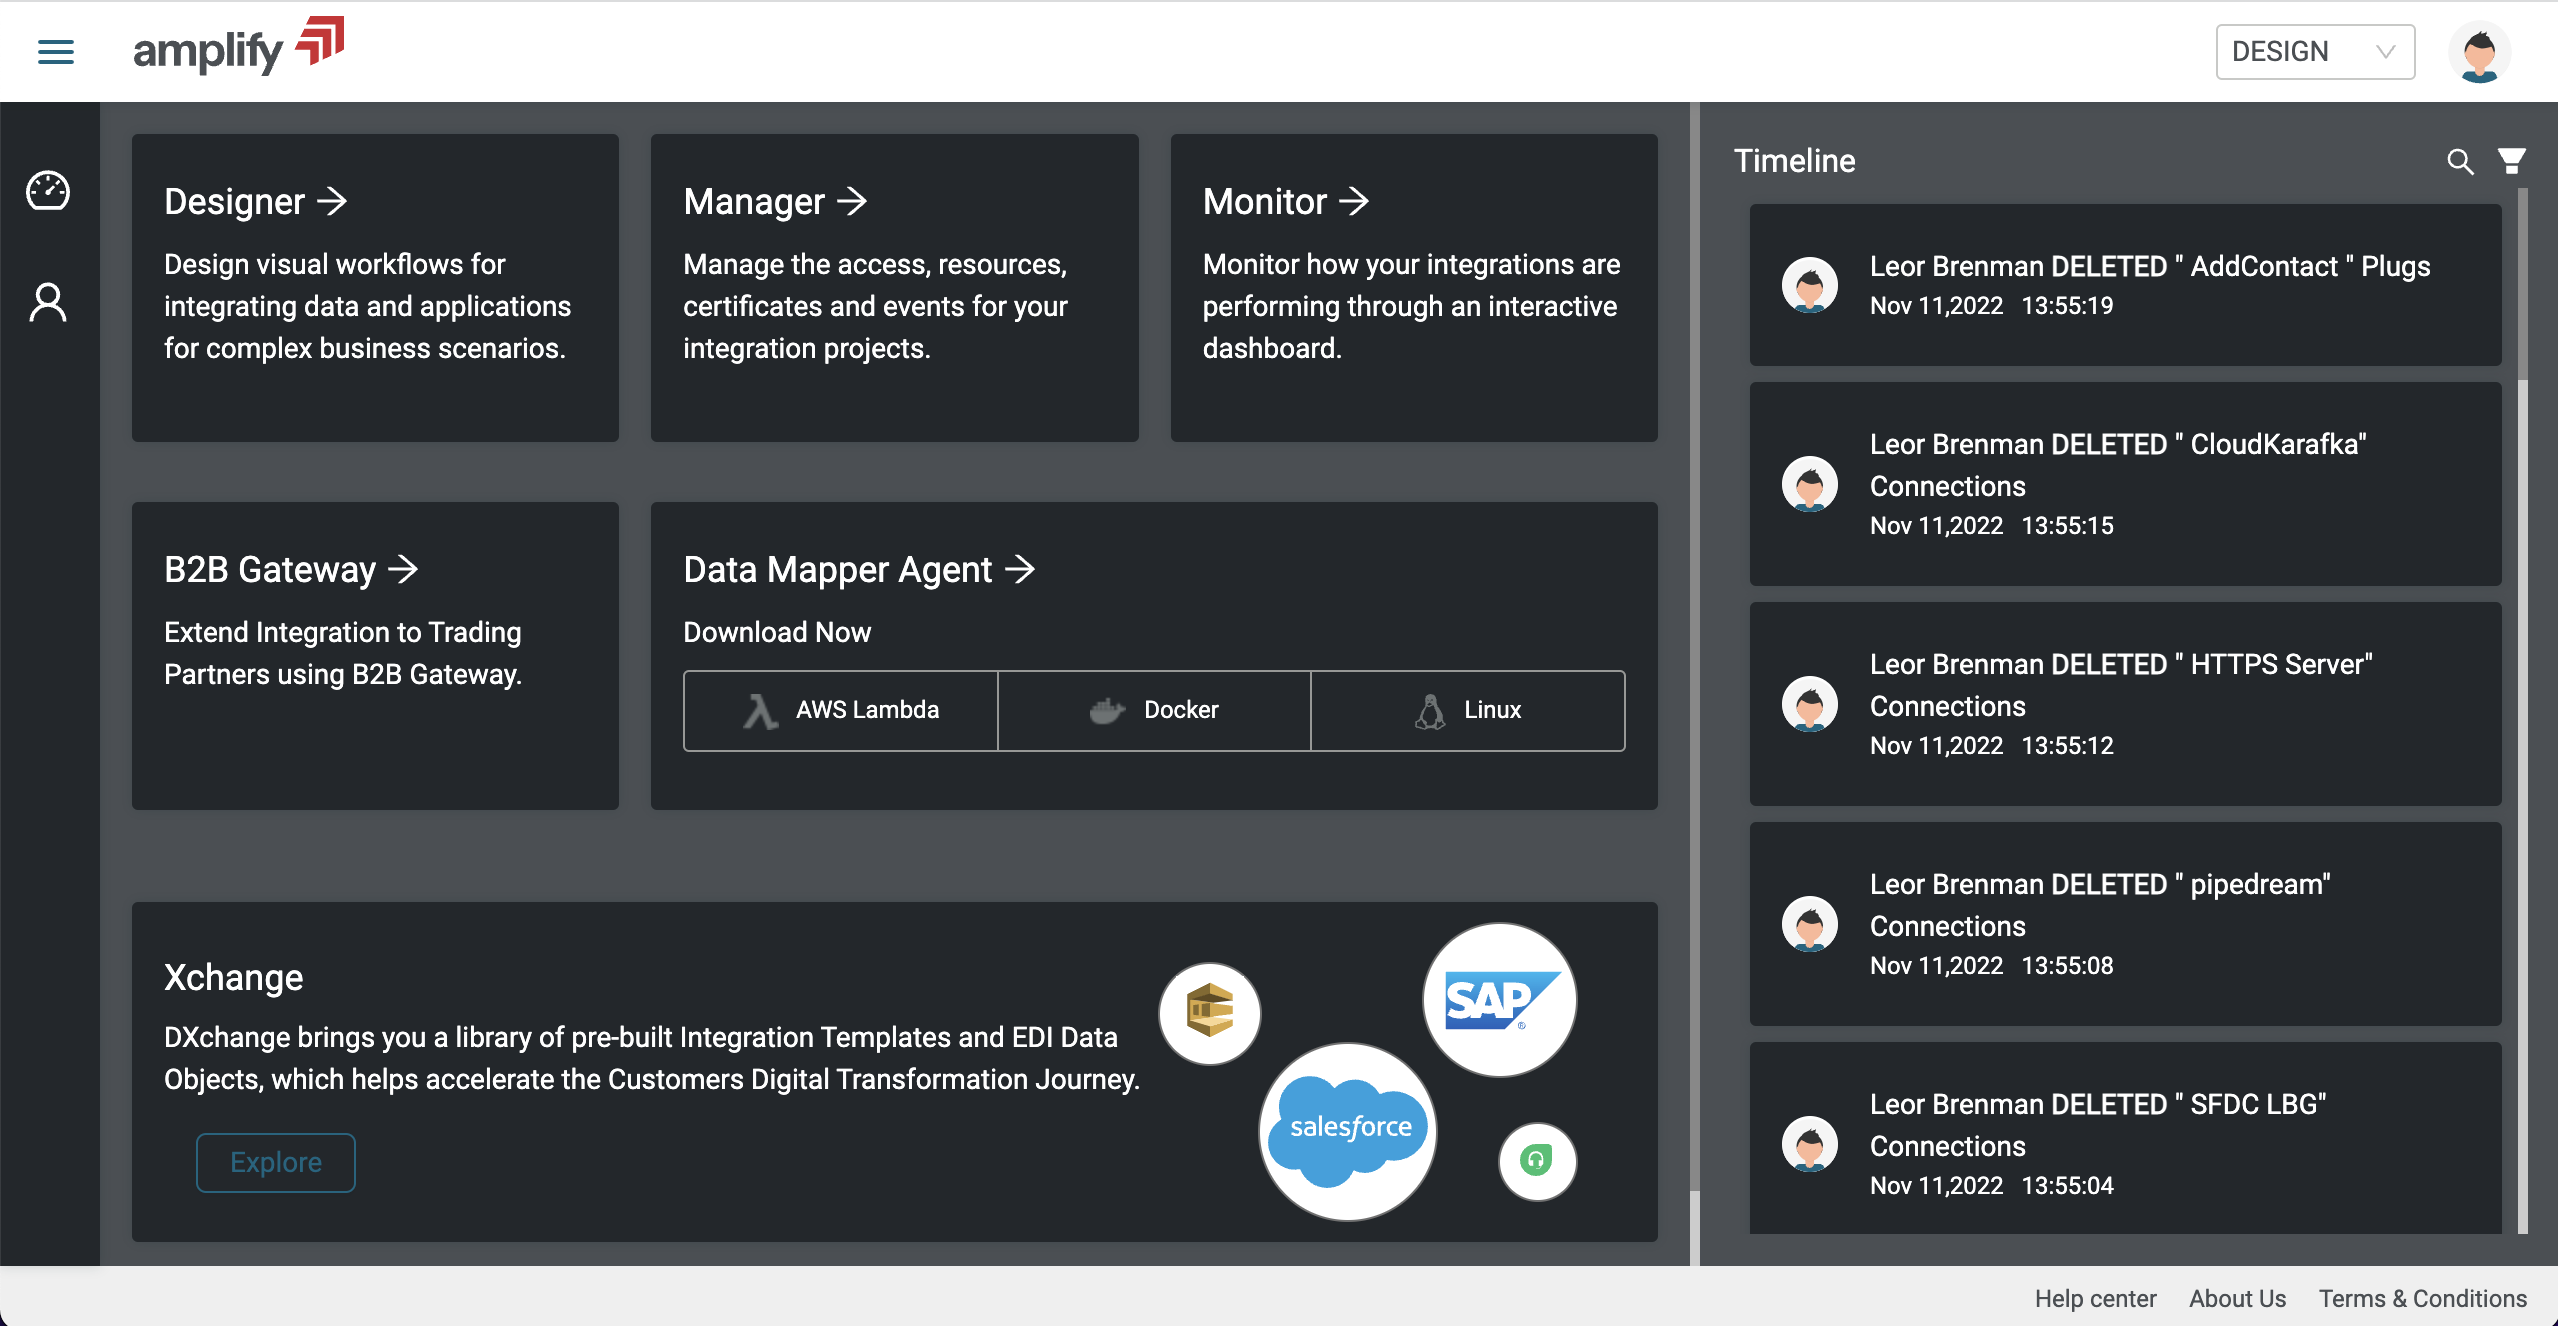 amplify
DESIGN
Designer
Design visual workflows for
integrating data and applications
for complex business scenarios.
Manager
Manage the access, resources,
certificates and events for your
integration projects.
Monitor
Monitor how your integrations are
performing through an interactive
dashboard.
B2B Gateway
Extend Integration to Trading
Partners using B2B Gateway.
Data Mapper Agent
Download Now
AWS Lambda
Docker
Linux
Xchange
DXchange brings you a library of pre-built Integration Templates and EDI Data
Objects, which helps accelerate the Customers Digital Transformation Journey.
Explore
SAP
®
salesforce
Timeline
Leor Brenman DELETED " AddContact " Plugs
Nov 11,2022 13:55:19
Leor Brenman DELETED " CloudKarafka"
Connections
Nov 11,2022 13:55:15
Leor Brenman DELETED " HTTPS Server"
Connections
Nov 11,2022 13:55:12
Leor Brenman DELETED " pipedream"
Connections
Nov 11,2022 13:55:08
Leor Brenman DELETED " SFDC LBG"
Connections
Nov 11,2022 13:55:04
Help center About Us Terms & Conditions